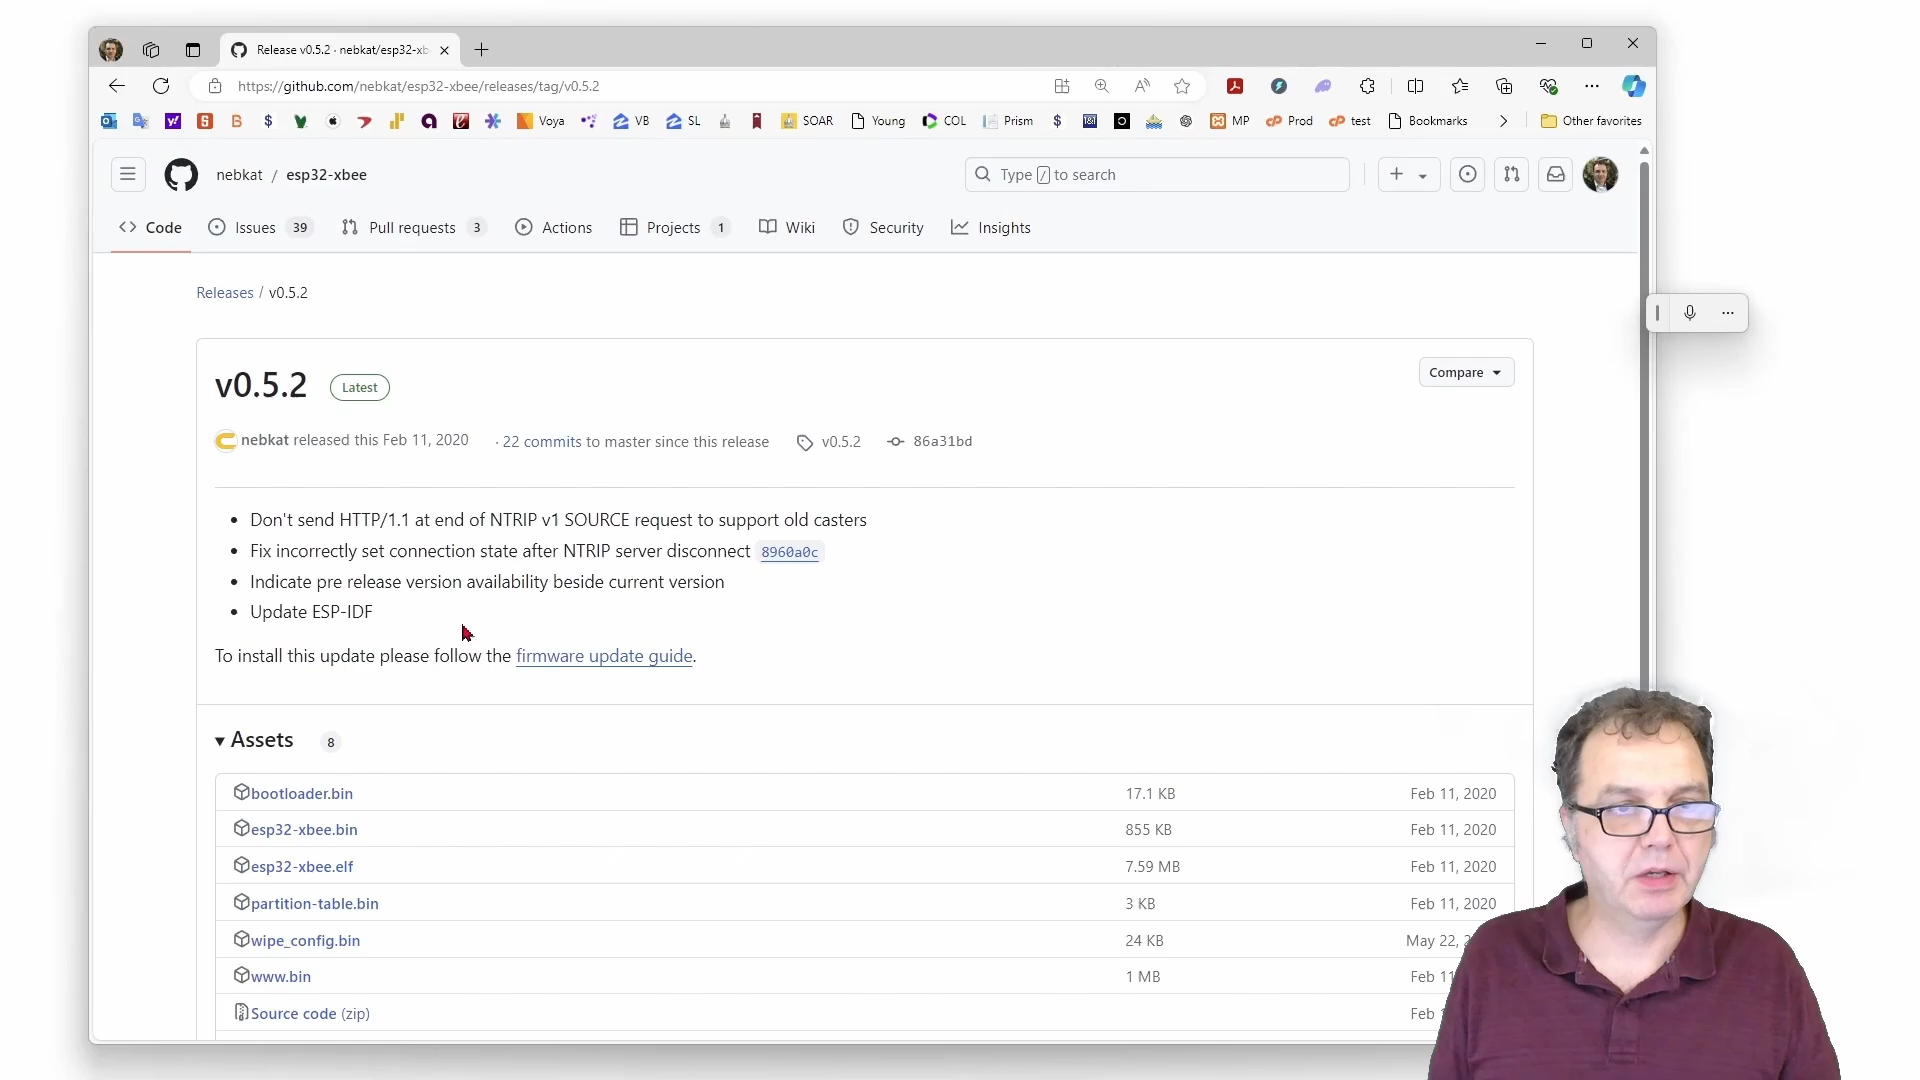 Release v0.5.2 · nebkat/esp32-xb
https://github.com/nebkat/esp32-xbee/releases/tag/v0.5.2
Voya
VB
SL
SOAR
Young
COL
Prism
MP
Prod
test
Bookmarks
Other favorites
nebkat / esp32-xbee
Type / to search
Code
Issues 39
Pull requests 3
Actions
Projects 1
Wiki
Security
Insights
Releases / v0.5.2
v0.5.2 Latest
Compare
nebkat released this Feb 11, 2020 · 22 commits to master since this release v0.5.2 86a31bd
Don't send HTTP/1.1 at end of NTRIP v1 SOURCE request to support old casters
Fix incorrectly set connection state after NTRIP server disconnect 8960a0c
Indicate pre release version availability beside current version
Update ESP-IDF
To install this update please follow the firmware update guide.
Assets 8
bootloader.bin 17.1 KB Feb 11, 2020
esp32-xbee.bin 855 KB Feb 11, 2020
esp32-xbee.elf 7.59 MB Feb 11, 2020
partition-table.bin 3 KB Feb 11, 2020
wipe_config.bin 24 KB May 22,
www.bin 1 MB Feb 11
Source code (zip) Feb